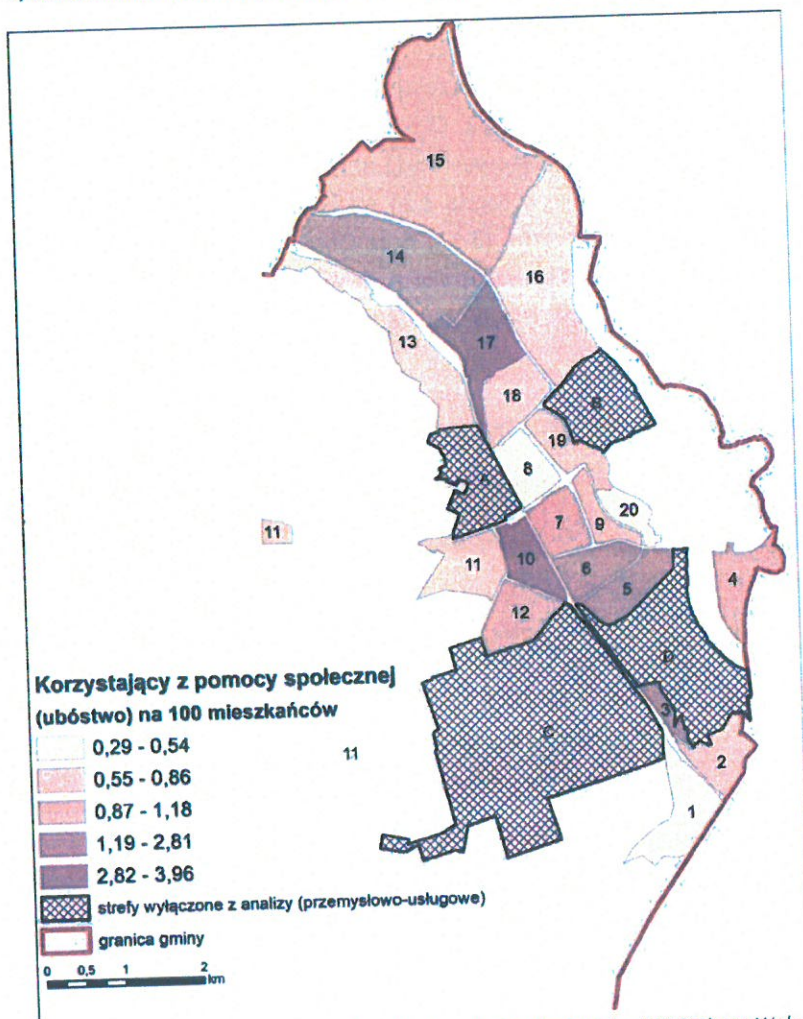 15
14
16
13
17
18
B
19
8
20
11
7
9
11
10
6
5
4
12
D
3
C
2
11
1
Korzystający z pomocy społecznej
(ubóstwo) na 100 mieszkańców
0,29 - 0,54
0,55 - 0,86
0,87 - 1,18
1,19 - 2,81
2,82 - 3,96
strefy wyłączone z analizy (przemysłowo-usługowe)
granica gminy
0 0,5 1 2
km